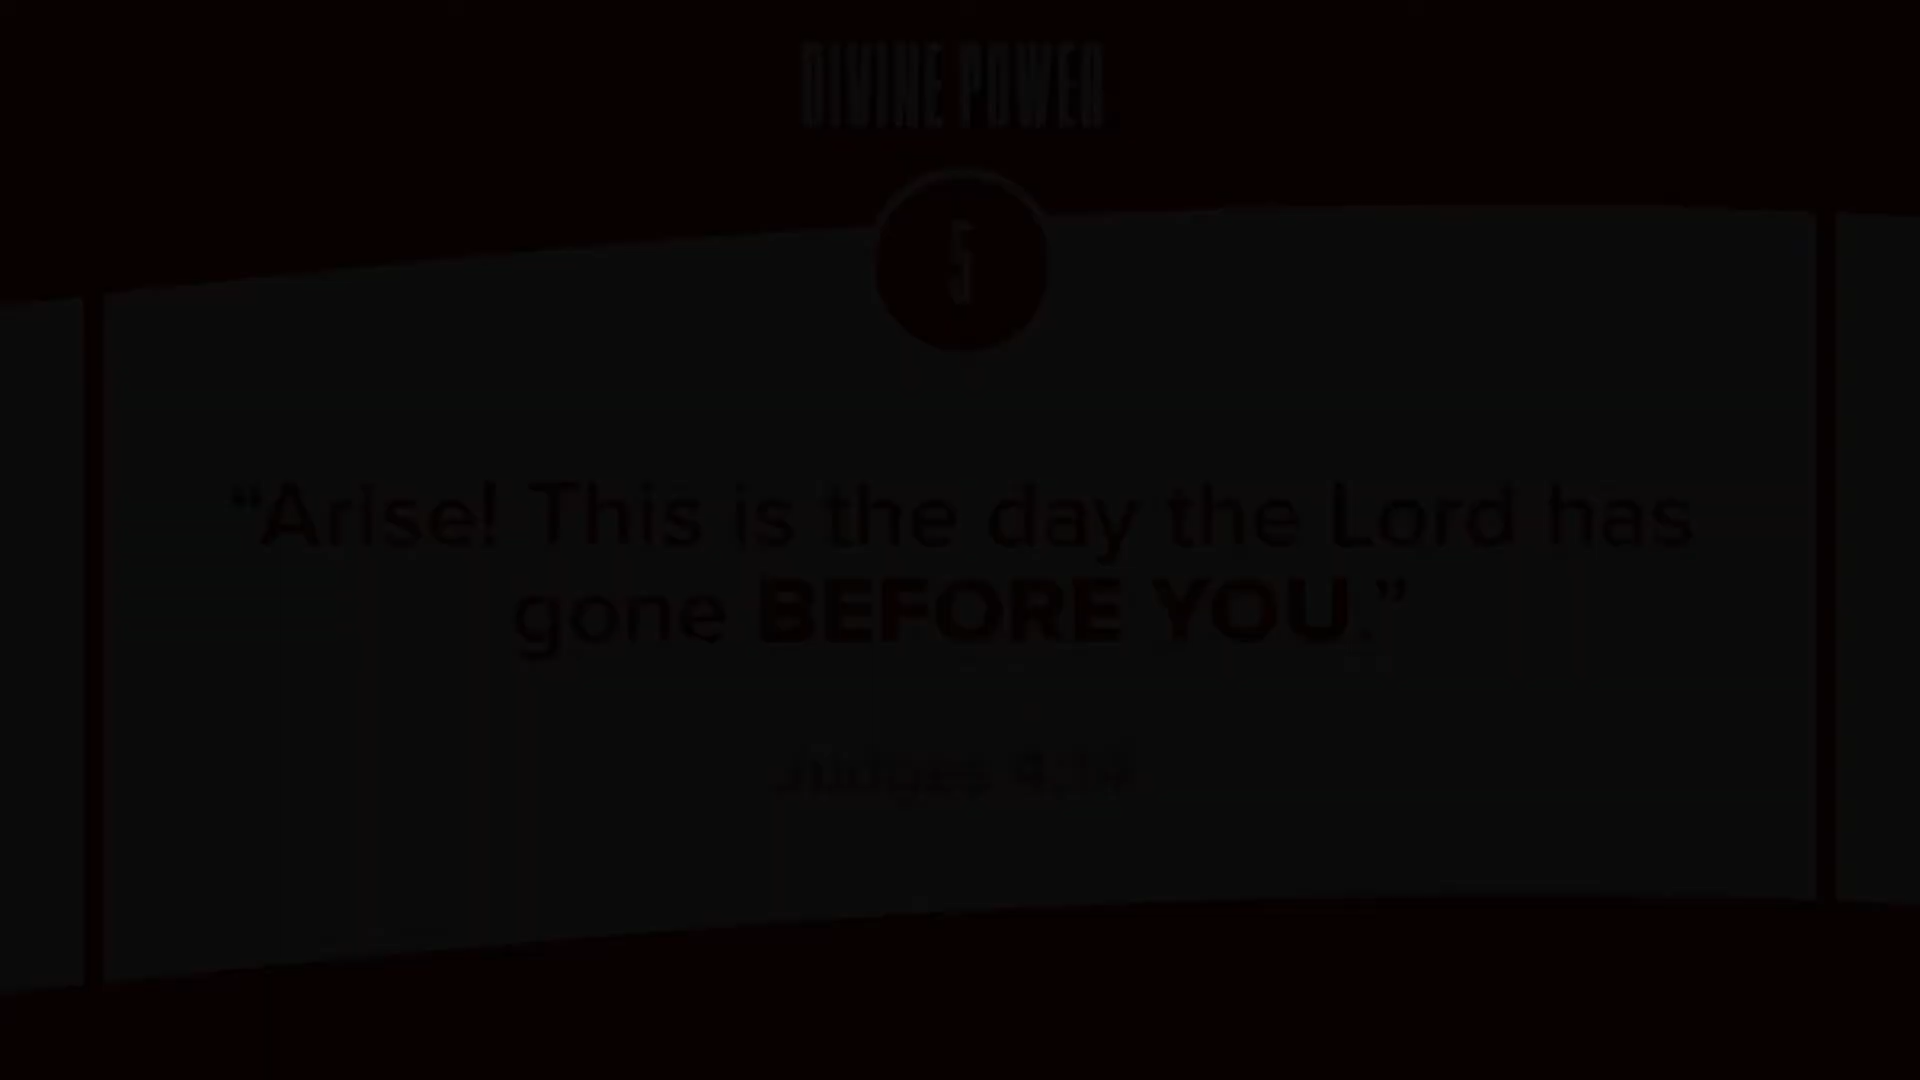 DIVINE POWER
5
“Arise! This is the day the Lord has
gone BEFORE YOU.”
Judges 4:14